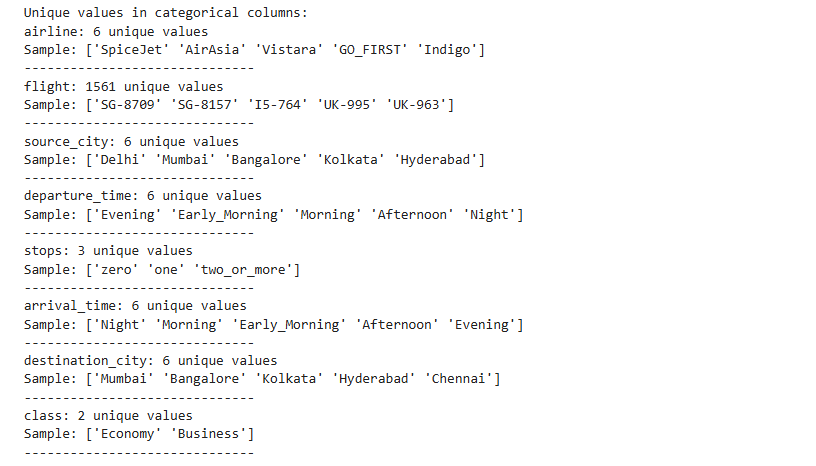 Unique values in categorical columns:
airline: 6 unique values
Sample: ['SpiceJet' 'AirAsia' 'Vistara' 'GO_FIRST' 'Indigo']
------------------------------
flight: 1561 unique values
Sample: ['SG-8709' 'SG-8157' 'I5-764' 'UK-995' 'UK-963']
------------------------------
source_city: 6 unique values
Sample: ['Delhi' 'Mumbai' 'Bangalore' 'Kolkata' 'Hyderabad']
------------------------------
departure_time: 6 unique values
Sample: ['Evening' 'Early_Morning' 'Morning' 'Afternoon' 'Night']
------------------------------
stops: 3 unique values
Sample: ['zero' 'one' 'two_or_more']
------------------------------
arrival_time: 6 unique values
Sample: ['Night' 'Morning' 'Early_Morning' 'Afternoon' 'Evening']
------------------------------
destination_city: 6 unique values
Sample: ['Mumbai' 'Bangalore' 'Kolkata' 'Hyderabad' 'Chennai']
------------------------------
class: 2 unique values
Sample: ['Economy' 'Business']
------------------------------